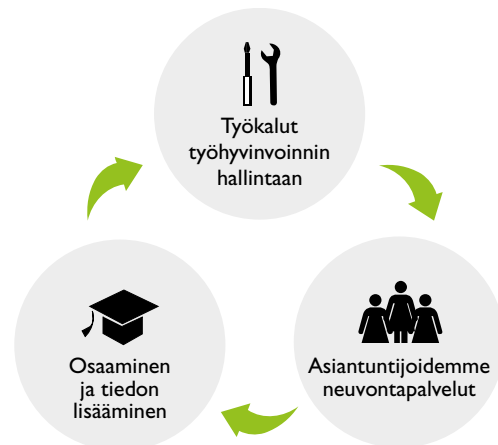 Työkalut
työhyvinvoinnin
hallintaan
Asiantuntijoidemme
neuvontapalvelut
Osaaminen
ja tiedon
lisääminen